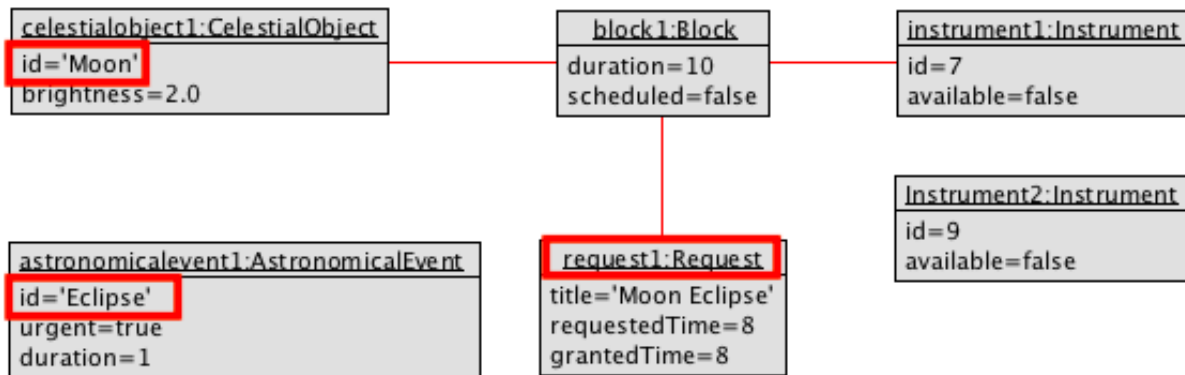 celestialobject1:CelestialObject
id='Moon'
brightness=2.0
block1:Block
duration=10
scheduled=false
instrument1:Instrument
id=7
available=false
Instrument2:Instrument
id=9
available=false
astronomicalevent1:AstronomicalEvent
id='Eclipse'
urgent=true
duration=1
request1:Request
title='Moon Eclipse'
requestedTime=8
grantedTime=8